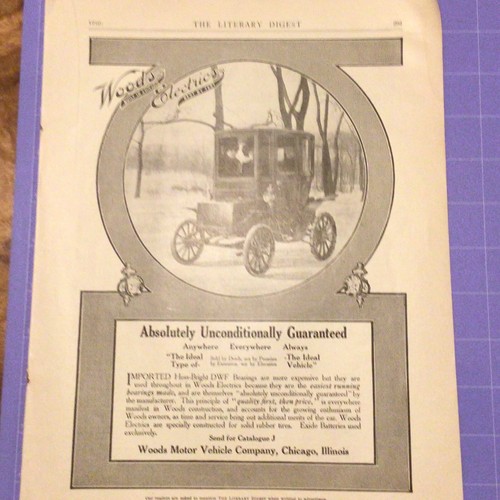 THE LITERARY DIGEST
Woods
Electrics
Absolutely Unconditionally Guaranteed
Anywhere Everywhere Always
"The Ideal Type of- -The Ideal Vehicle"
IMPORTED Hess-Bright DWF Bearings are more expensive but they are
used throughout in Woods Electrics because they are the easiest running
bearings made, and are themselves "absolutely unconditionally guaranteed" by
the manufacturer. This principle of "quality first, then price," is everywhere
manifest in Woods construction, and accounts for the growing enthusiasm of
Woods owners, as time and service bring out additional merits of the car. Woods
Electrics are specially constructed for solid rubber tires. Exide Batteries used
exclusively.
Send for Catalogue J
Woods Motor Vehicle Company, Chicago, Illinois